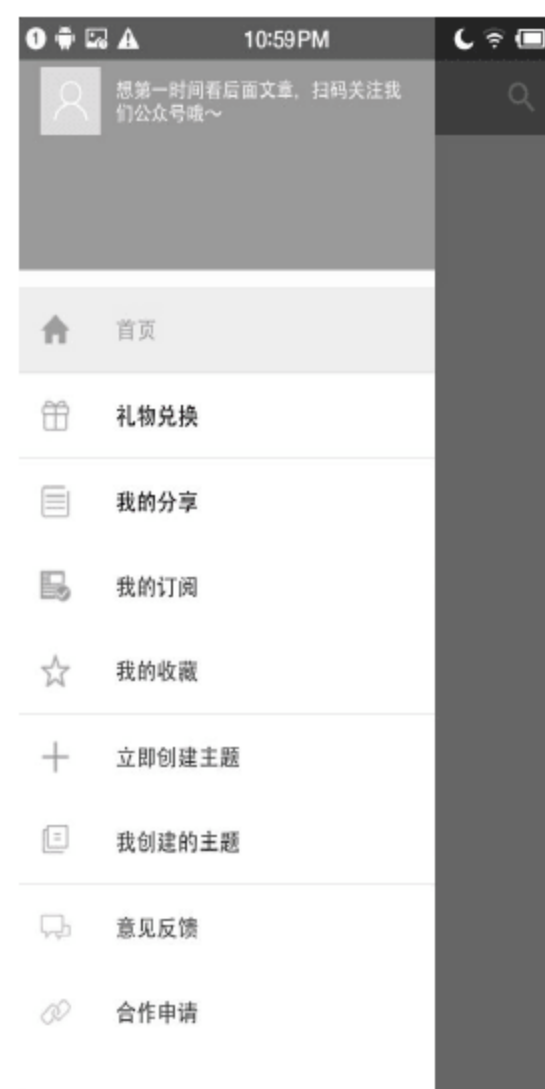 1 10:59PM
想第一时间看后面文章，扫码关注我
们公众号哦～
首页
礼物兑换
我的分享
我的订阅
我的收藏
立即创建主题
我创建的主题
意见反馈
合作申请